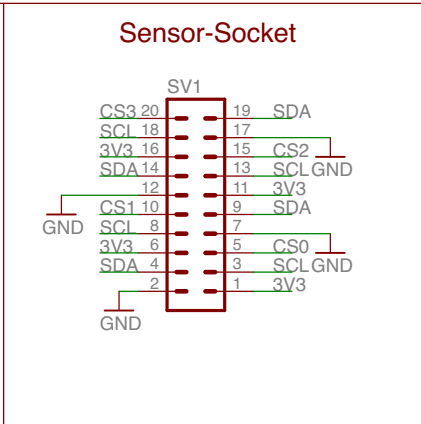 Sensor-Socket
SV1
CS3 20 19 SDA
SCL 18 17
3V3 16 15 CS2
SDA 14 13 SCL GND
12 11 3V3
CS1 10 9 SDA
GND SCL 8 7
3V3 6 5 CS0
SDA 4 3 SCL GND
2 1 3V3
GND